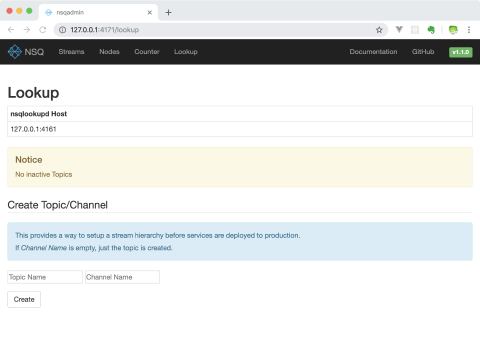 nsqadmin
127.0.0.1:4171/lookup
NSQ Streams Nodes Counter Lookup Documentation GitHub v1.1.0
Lookup
nsqlookupd Host
127.0.0.1:4161
Notice
No inactive Topics
Create Topic/Channel
This provides a way to setup a stream hierarchy before services are deployed to production.
If Channel Name is empty, just the topic is created.
Topic Name Channel Name
Create